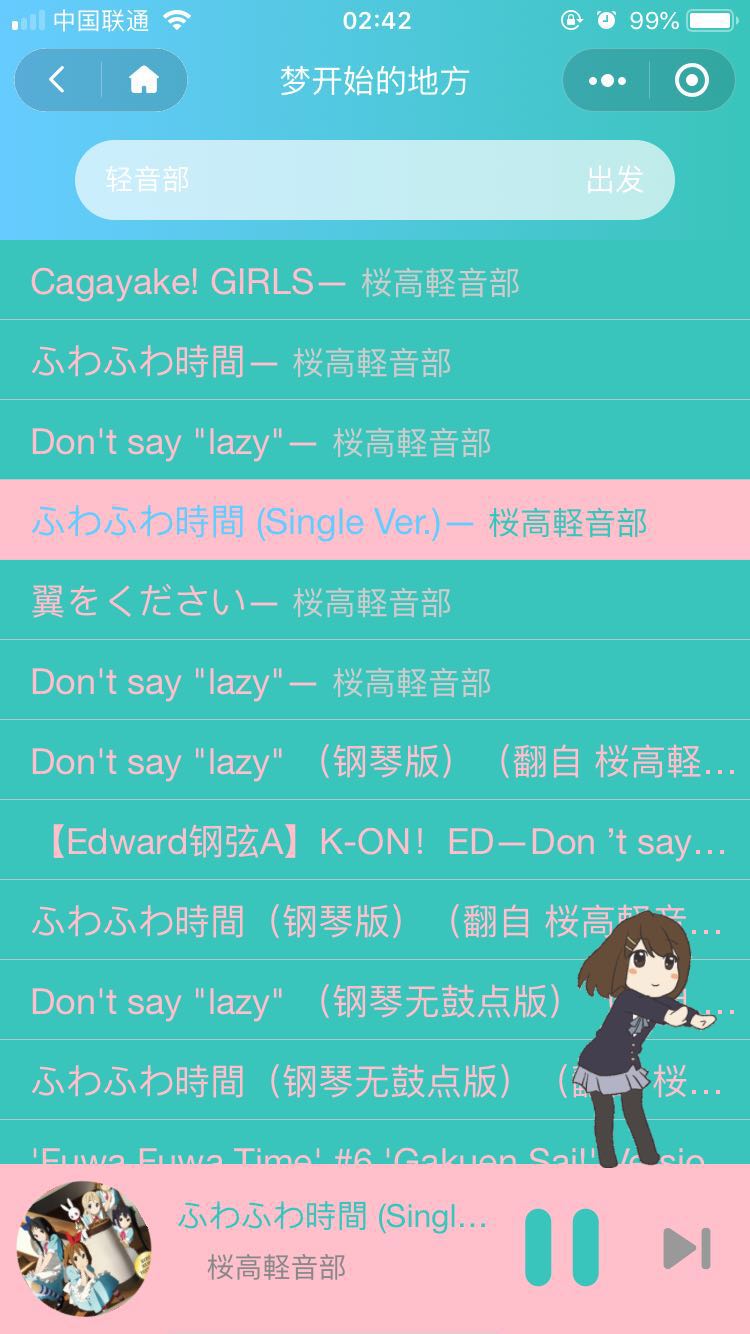 中国联通 02:42 99%
梦开始的地方
轻音部 出发
Cagayake! GIRLS— 桜高軽音部
ふわふわ時間— 桜高軽音部
Don't say "lazy"— 桜高軽音部
ふわふわ時間 (Single Ver.)— 桜高軽音部
翼をください— 桜高軽音部
Don't say "lazy"— 桜高軽音部
Don't say "lazy" （钢琴版）（翻自 桜高軽…
【Edward钢弦A】K-ON！ED—Don ’t say…
ふわふわ時間（钢琴版）（翻自 桜高軽音…
Don't say "lazy" （钢琴无鼓点版） …
ふわふわ時間（钢琴无鼓点版）（翻 桜…
'Fuwa Fuwa Time' #6 'Gakuen Sai!' Versio
ふわふわ時間 (Singl…
桜高軽音部